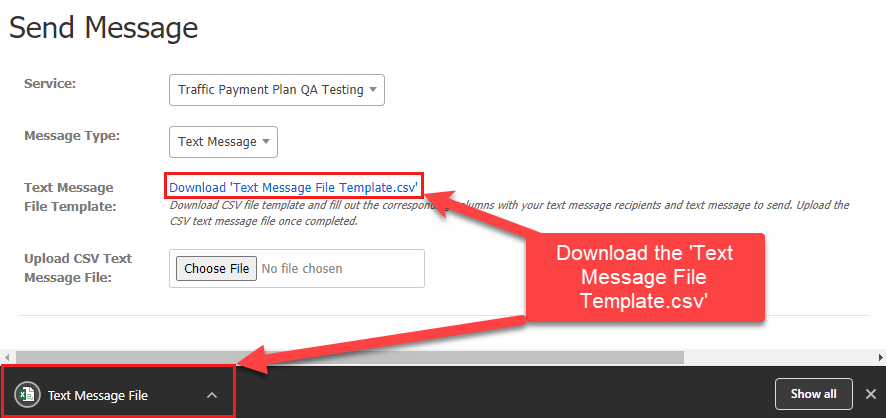 Send Message
Service:
Traffic Payment Plan QA Testing
Message Type:
Text Message
Text Message
File Template:
Download 'Text Message File Template.csv'
Download CSV file template and fill out the corresponding columns with your text message recipients and text message to send. Upload the
CSV text message file once completed.
Upload CSV Text
Message File:
Choose File No file chosen
Download the 'Text
Message File
Template.csv'
Text Message File
Show all